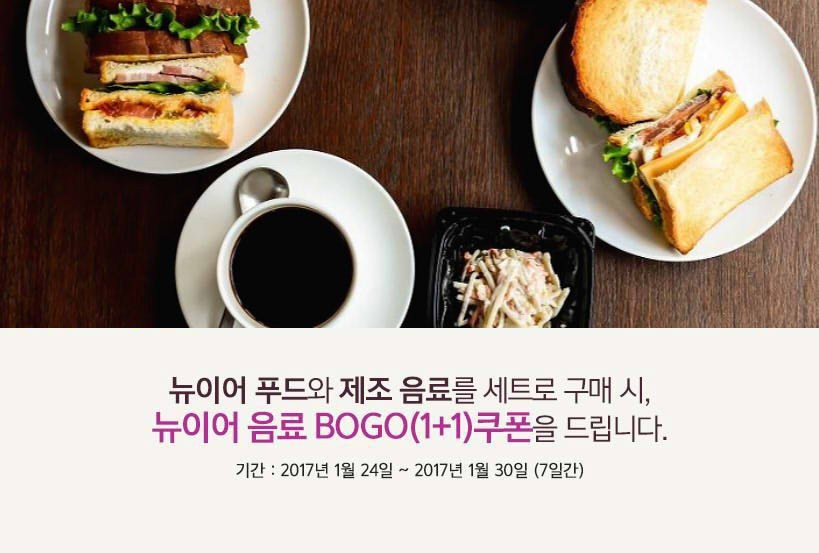 뉴이어 푸드와 제조 음료를 세트로 구매 시,
뉴이어 음료 BOGO(1+1)쿠폰을 드립니다.
기간 : 2017년 1월 24일 ~ 2017년 1월 30일 (7일간)